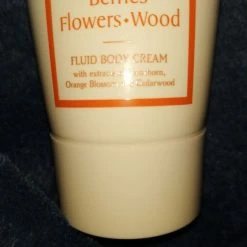 Berries
Flowers • Wood
FLUID BODY CREAM
with extracts
Orange Blossom Cedarwood